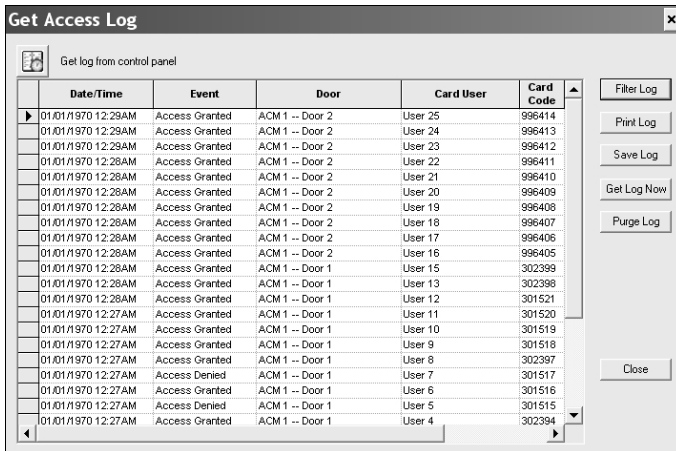 Get Access Log
Get log from control panel
Date/Time Event Door Card User Card Code
01/01/1970 12:29AM Access Granted ACM 1 -- Door 2 User 25 996414
01/01/1970 12:29AM Access Granted ACM 1 -- Door 2 User 24 996413
01/01/1970 12:29AM Access Granted ACM 1 -- Door 2 User 23 996412
01/01/1970 12:28AM Access Granted ACM 1 -- Door 2 User 22 996411
01/01/1970 12:28AM Access Granted ACM 1 -- Door 2 User 21 996410
01/01/1970 12:28AM Access Granted ACM 1 -- Door 2 User 20 996409
01/01/1970 12:28AM Access Granted ACM 1 -- Door 2 User 19 996408
01/01/1970 12:28AM Access Granted ACM 1 -- Door 2 User 18 996407
01/01/1970 12:28AM Access Granted ACM 1 -- Door 2 User 17 996406
01/01/1970 12:28AM Access Granted ACM 1 -- Door 2 User 16 996405
01/01/1970 12:28AM Access Granted ACM 1 -- Door 1 User 15 302399
01/01/1970 12:28AM Access Granted ACM 1 -- Door 1 User 13 302398
01/01/1970 12:28AM Access Granted ACM 1 -- Door 1 User 12 301521
01/01/1970 12:27AM Access Granted ACM 1 -- Door 1 User 11 301520
01/01/1970 12:27AM Access Granted ACM 1 -- Door 1 User 10 301519
01/01/1970 12:27AM Access Granted ACM 1 -- Door 1 User 9 301518
01/01/1970 12:27AM Access Granted ACM 1 -- Door 1 User 8 302397
01/01/1970 12:27AM Access Denied ACM 1 -- Door 1 User 7 301517
01/01/1970 12:27AM Access Granted ACM 1 -- Door 1 User 6 301516
01/01/1970 12:27AM Access Denied ACM 1 -- Door 1 User 5 301515
01/01/1970 12:27AM Access Granted ACM 1 -- Door 1 User 4 302394
Filter Log
Print Log
Save Log
Get Log Now
Purge Log
Close